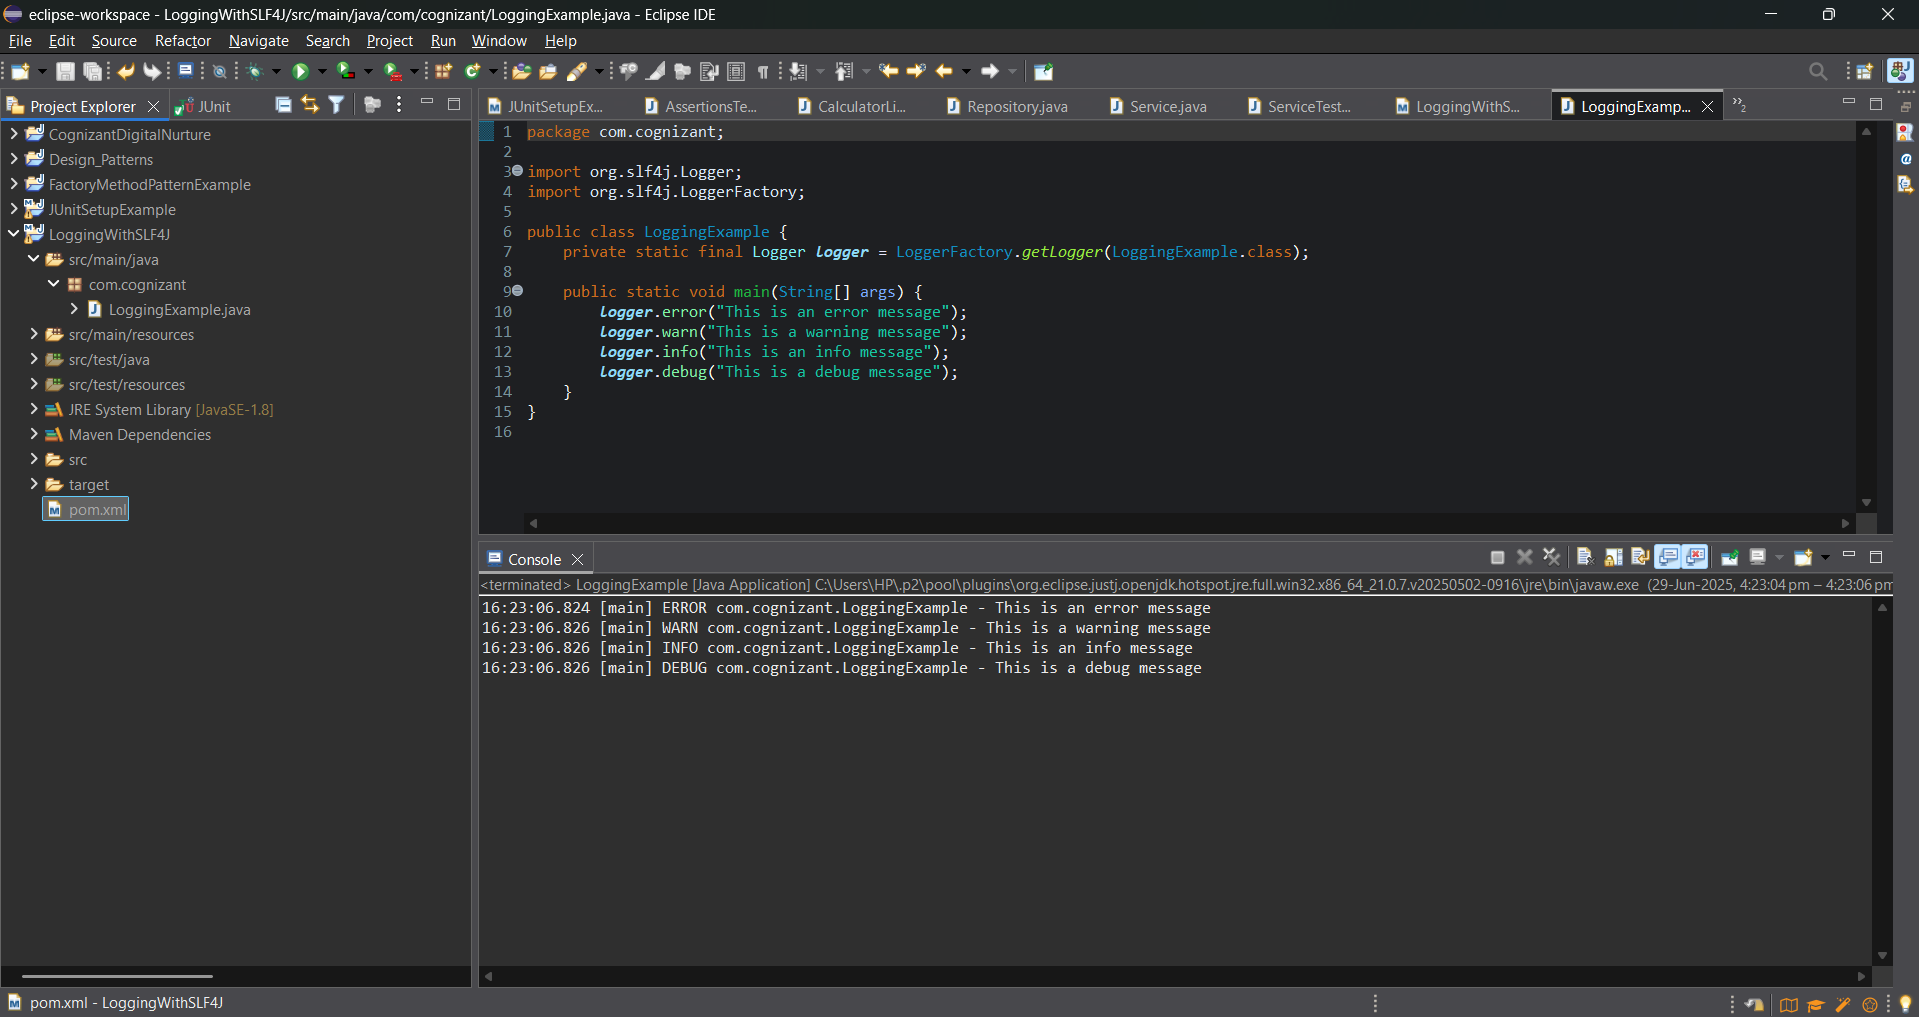 eclipse-workspace - LoggingWithSLF4J/src/main/java/com/cognizant/LoggingExample.java - Eclipse IDE
File Edit Source Refactor Navigate Search Project Run Window Help
Project Explorer JUnit
JUnitSetupEx... AssertionsTe... CalculatorLi... Repository.java Service.java ServiceTest... LoggingWithS... LoggingExamp... »2
CognizantDigitalNurture
Design_Patterns
FactoryMethodPatternExample
JUnitSetupExample
LoggingWithSLF4J
src/main/java
com.cognizant
LoggingExample.java
src/main/resources
src/test/java
src/test/resources
JRE System Library [JavaSE-1.8]
Maven Dependencies
src
target
pom.xml
1 package com.cognizant;
2
3 import org.slf4j.Logger;
4 import org.slf4j.LoggerFactory;
5
6 public class LoggingExample {
7     private static final Logger logger = LoggerFactory.getLogger(LoggingExample.class);
8
9     public static void main(String[] args) {
10         logger.error("This is an error message");
11         logger.warn("This is a warning message");
12         logger.info("This is an info message");
13         logger.debug("This is a debug message");
14     }
15 }
16
Console
<terminated> LoggingExample [Java Application] C:\Users\HP\.p2\pool\plugins\org.eclipse.justj.openjdk.hotspot.jre.full.win32.x86_64_21.0.7.v20250502-0916\jre\bin\javaw.exe (29-Jun-2025, 4:23:04 pm – 4:23:06 pm
16:23:06.824 [main] ERROR com.cognizant.LoggingExample - This is an error message
16:23:06.826 [main] WARN com.cognizant.LoggingExample - This is a warning message
16:23:06.826 [main] INFO com.cognizant.LoggingExample - This is an info message
16:23:06.826 [main] DEBUG com.cognizant.LoggingExample - This is a debug message
pom.xml - LoggingWithSLF4J